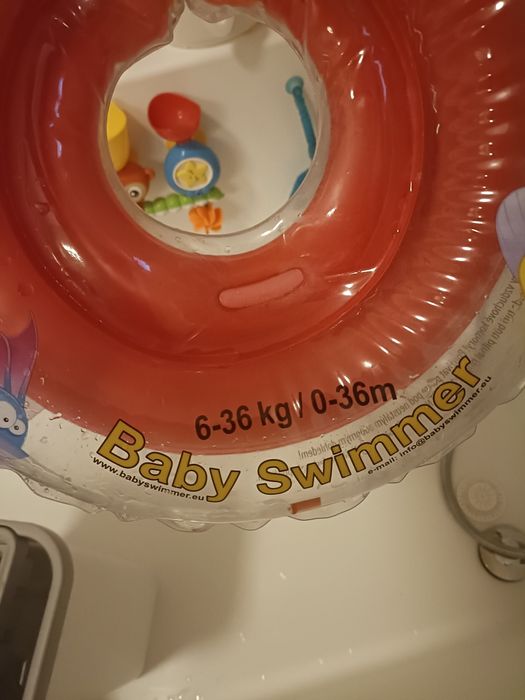 6-36 kg / 0-36m
Baby Swimmer
www.babyswimmer.eu
e-mail: info@babyswimmer.eu